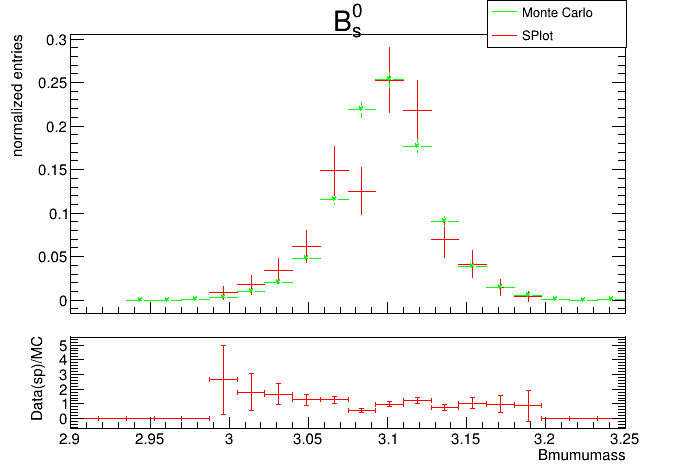 B_s^0
Monte Carlo
SPlot
normalized entries
0.3
0.25
0.2
0.15
0.1
0.05
0
Data(sp)/MC
5
4
3
2
1
0
2.9 2.95 3 3.05 3.1 3.15 3.2 3.25
Bmumumass